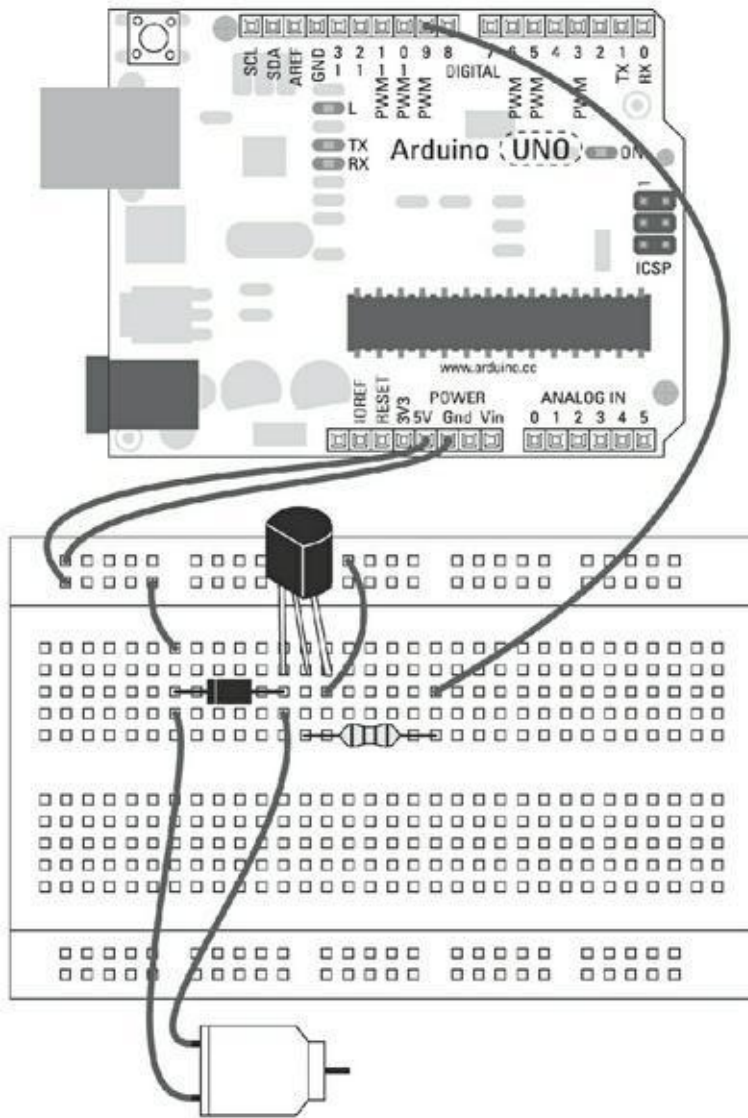 SCL
SDA
AREF
GND
13
12
PWM 11
PWM 10
PWM 9
8
DIGITAL
7
PWM 6
PWM 5
4
PWM 3
2
TX 1
RX 0
L
TX
RX
Arduino UNO
ON
1
ICSP
www.arduino.cc
IOREF
RESET
3V3
POWER
5V Gnd Vin
ANALOG IN
0 1 2 3 4 5